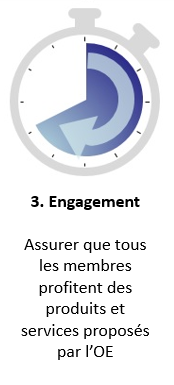 3. Engagement
Assurer que tous
les membres
profitent des
produits et
services proposés
par l’OE